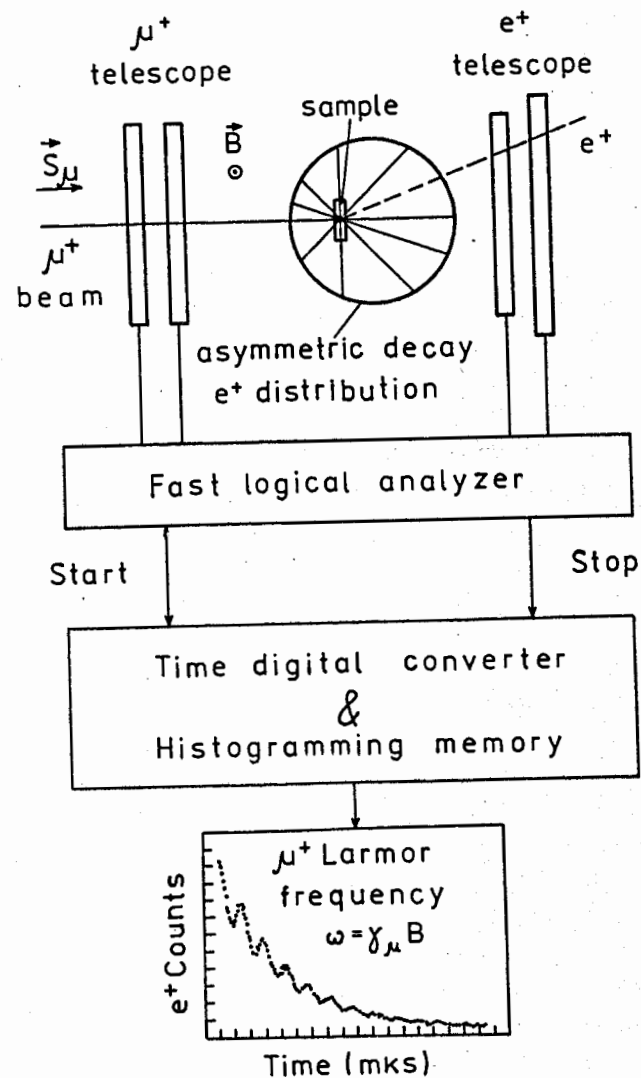 μ⁺
telescope
e⁺
telescope
sample
S⃗μ
B⃗
e⁺
μ⁺
beam
asymmetric decay
e⁺ distribution
Fast logical analyzer
Start
Stop
Time digital converter
&
Histogramming memory
μ⁺ Larmor
frequency
ω=γμB
e⁺Counts
Time (mks)